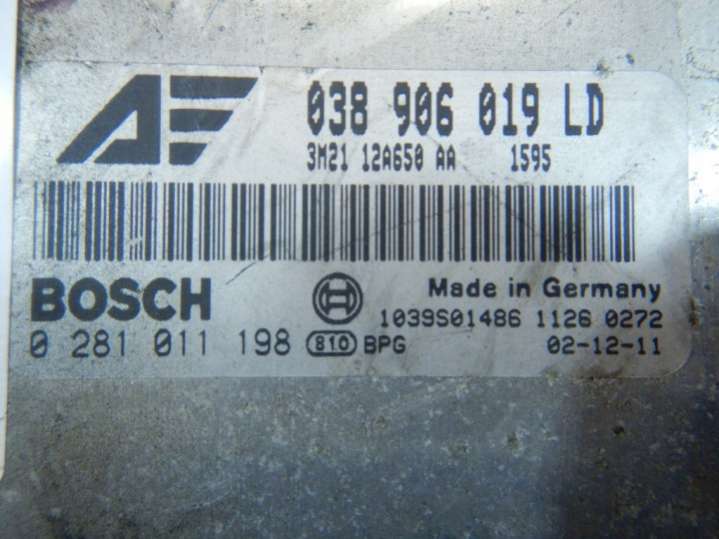 AE 038 906 019 LD
3M21 12A650 AA 1595
BOSCH Made in Germany
1039S01486 1126 0272
0 281 011 198 810 BPG 02-12-11